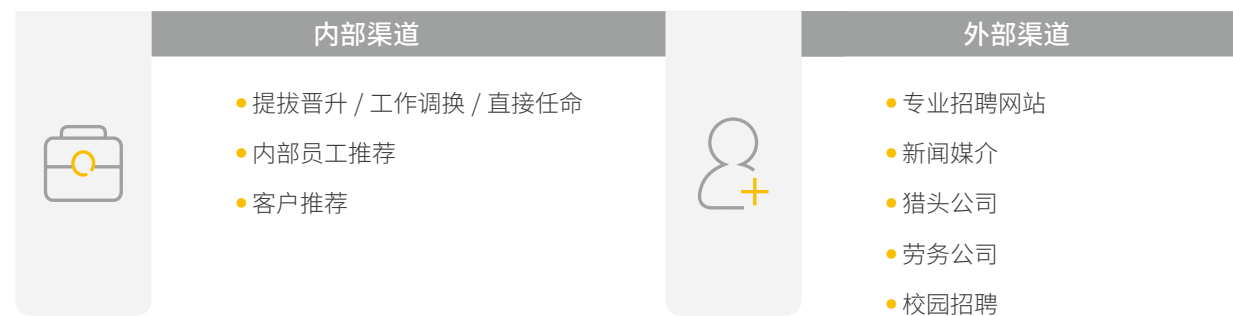 内部渠道
提拔晋升 / 工作调换 / 直接任命
内部员工推荐
客户推荐
外部渠道
专业招聘网站
新闻媒介
猎头公司
劳务公司
校园招聘